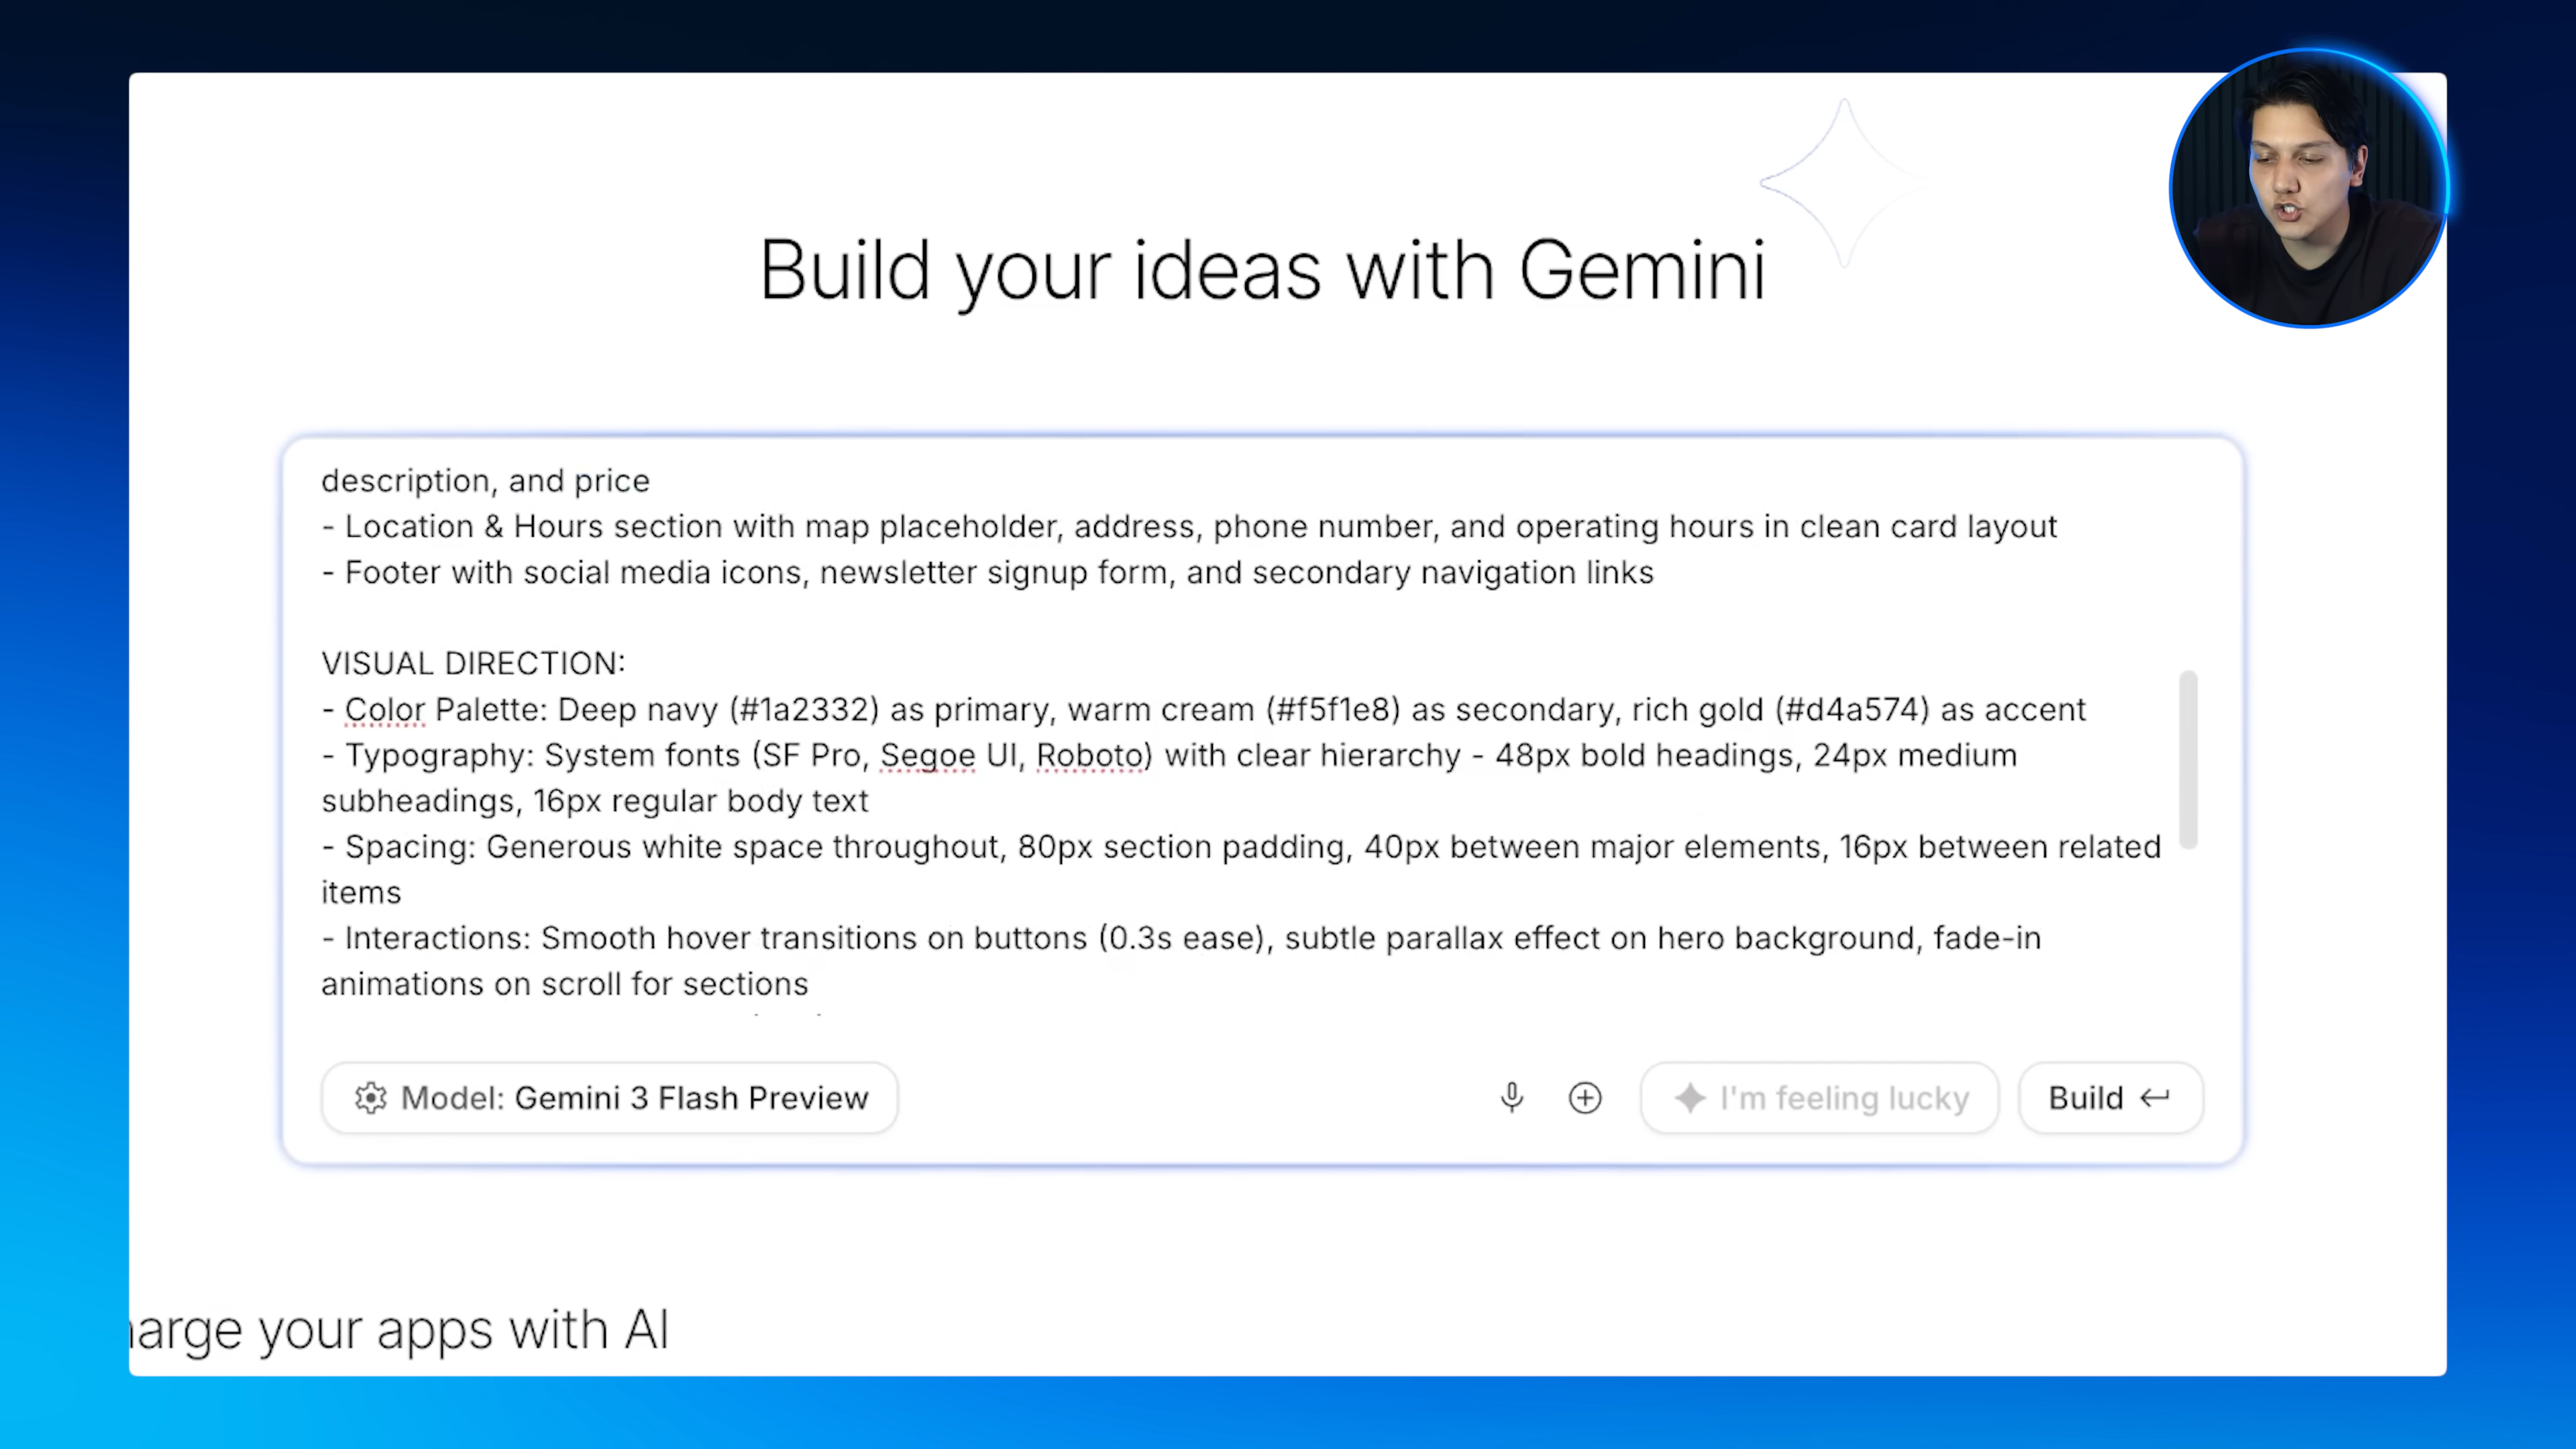 Build your ideas with Gemini
description, and price
- Location & Hours section with map placeholder, address, phone number, and operating hours in clean card layout
- Footer with social media icons, newsletter signup form, and secondary navigation links
VISUAL DIRECTION:
- Color Palette: Deep navy (#1a2332) as primary, warm cream (#f5f1e8) as secondary, rich gold (#d4a574) as accent
- Typography: System fonts (SF Pro, Segoe UI, Roboto) with clear hierarchy - 48px bold headings, 24px medium
subheadings, 16px regular body text
- Spacing: Generous white space throughout, 80px section padding, 40px between major elements, 16px between related
items
- Interactions: Smooth hover transitions on buttons (0.3s ease), subtle parallax effect on hero background, fade-in
animations on scroll for sections
Model: Gemini 3 Flash Preview
I'm feeling lucky
Build
your apps with AI